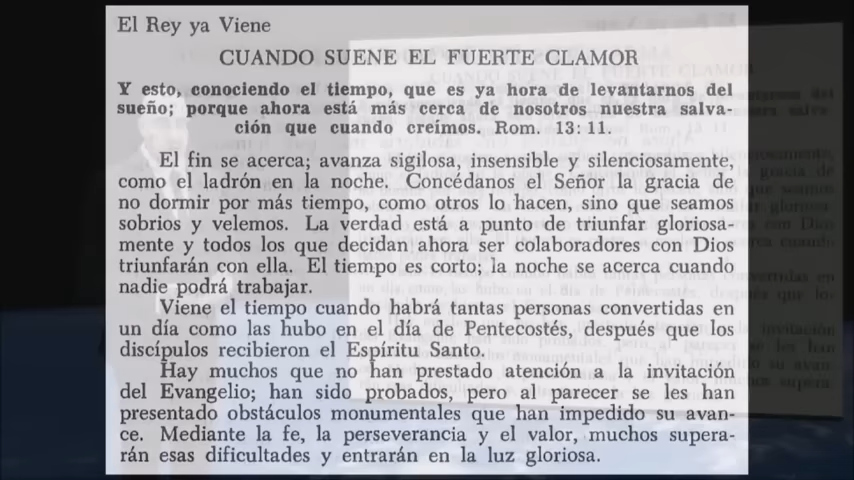 El Rey ya Viene
CUANDO SUENE EL FUERTE CLAMOR
Y esto, conociendo el tiempo, que es ya hora de levantarnos del
sueño; porque ahora está más cerca de nosotros nuestra salva-
ción que cuando creímos. Rom. 13: 11.
El fin se acerca; avanza sigilosa, insensible y silenciosamente,
como el ladrón en la noche. Concédanos el Señor la gracia de
no dormir por más tiempo, como otros lo hacen, sino que seamos
sobrios y velemos. La verdad está a punto de triunfar gloriosa-
mente y todos los que decidan ahora ser colaboradores con Dios
triunfarán con ella. El tiempo es corto; la noche se acerca cuando
nadie podrá trabajar.
Viene el tiempo cuando habrá tantas personas convertidas en
un día como las hubo en el día de Pentecostés, después que los
discípulos recibieron el Espíritu Santo.
Hay muchos que no han prestado atención a la invitación
del Evangelio; han sido probados, pero al parecer se les han
presentado obstáculos monumentales que han impedido su avan-
ce. Mediante la fe, la perseverancia y el valor, muchos supera-
rán esas dificultades y entrarán en la luz gloriosa.